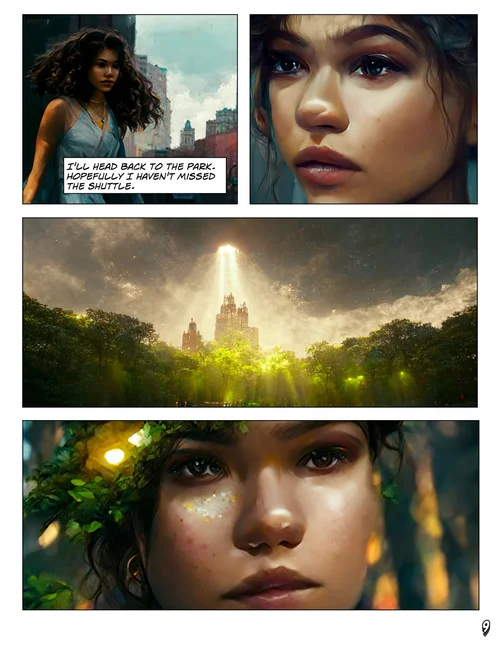 I'LL HEAD BACK TO THE PARK.
HOPEFULLY I HAVEN'T MISSED
THE SHUTTLE.
9